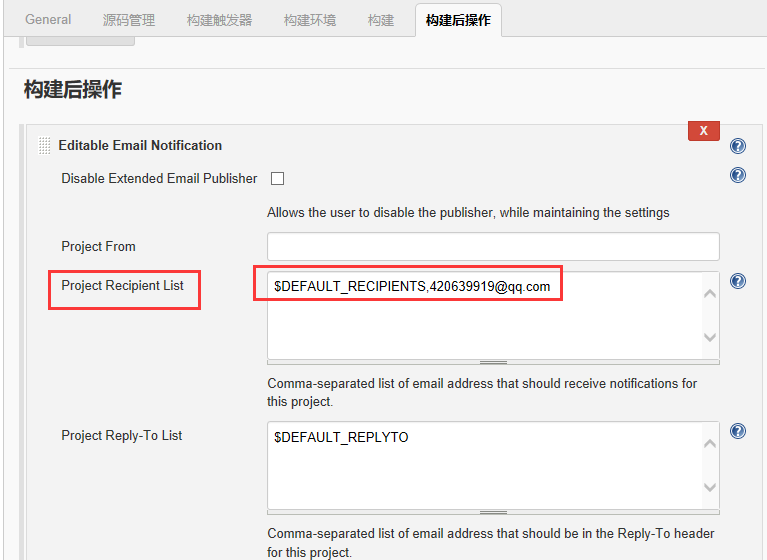 General 源码管理 构建触发器 构建环境 构建 构建后操作
构建后操作
X
Editable Email Notification
Disable Extended Email Publisher
Allows the user to disable the publisher, while maintaining the settings
Project From
Project Recipient List
$DEFAULT_RECIPIENTS,420639919@qq.com
Comma-separated list of email address that should receive notifications for
this project.
Project Reply-To List
$DEFAULT_REPLYTO
Comma-separated list of email address that should be in the Reply-To header
for this project.